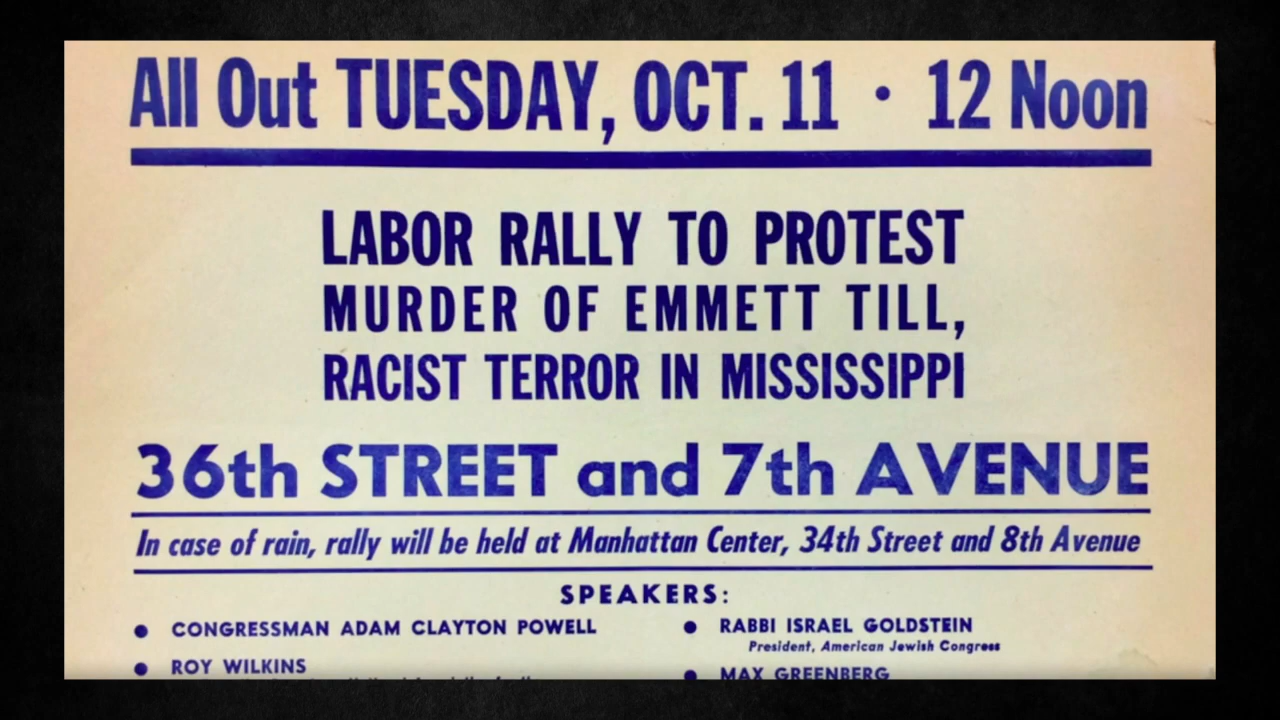 All Out TUESDAY, OCT. 11 • 12 Noon
LABOR RALLY TO PROTEST
MURDER OF EMMETT TILL,
RACIST TERROR IN MISSISSIPPI
36th STREET and 7th AVENUE
In case of rain, rally will be held at Manhattan Center, 34th Street and 8th Avenue
SPEAKERS:
• CONGRESSMAN ADAM CLAYTON POWELL
• ROY WILKINS
• RABBI ISRAEL GOLDSTEIN
President, American Jewish Congress
• MAX GREENBERG